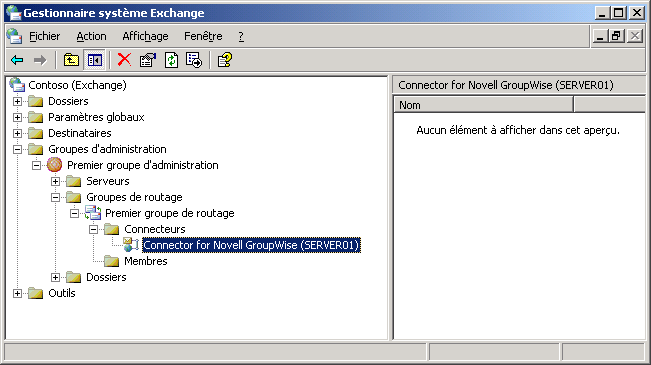 Gestionnaire système Exchange
Fichier Action Affichage Fenêtre ?
Contoso (Exchange)
Dossiers
Paramètres globaux
Destinataires
Groupes d'administration
Premier groupe d'administration
Serveurs
Groupes de routage
Premier groupe de routage
Connecteurs
Connector for Novell GroupWise (SERVER01)
Membres
Dossiers
Outils
Connector for Novell GroupWise (SERVER01)
Nom
Aucun élément à afficher dans cet aperçu.